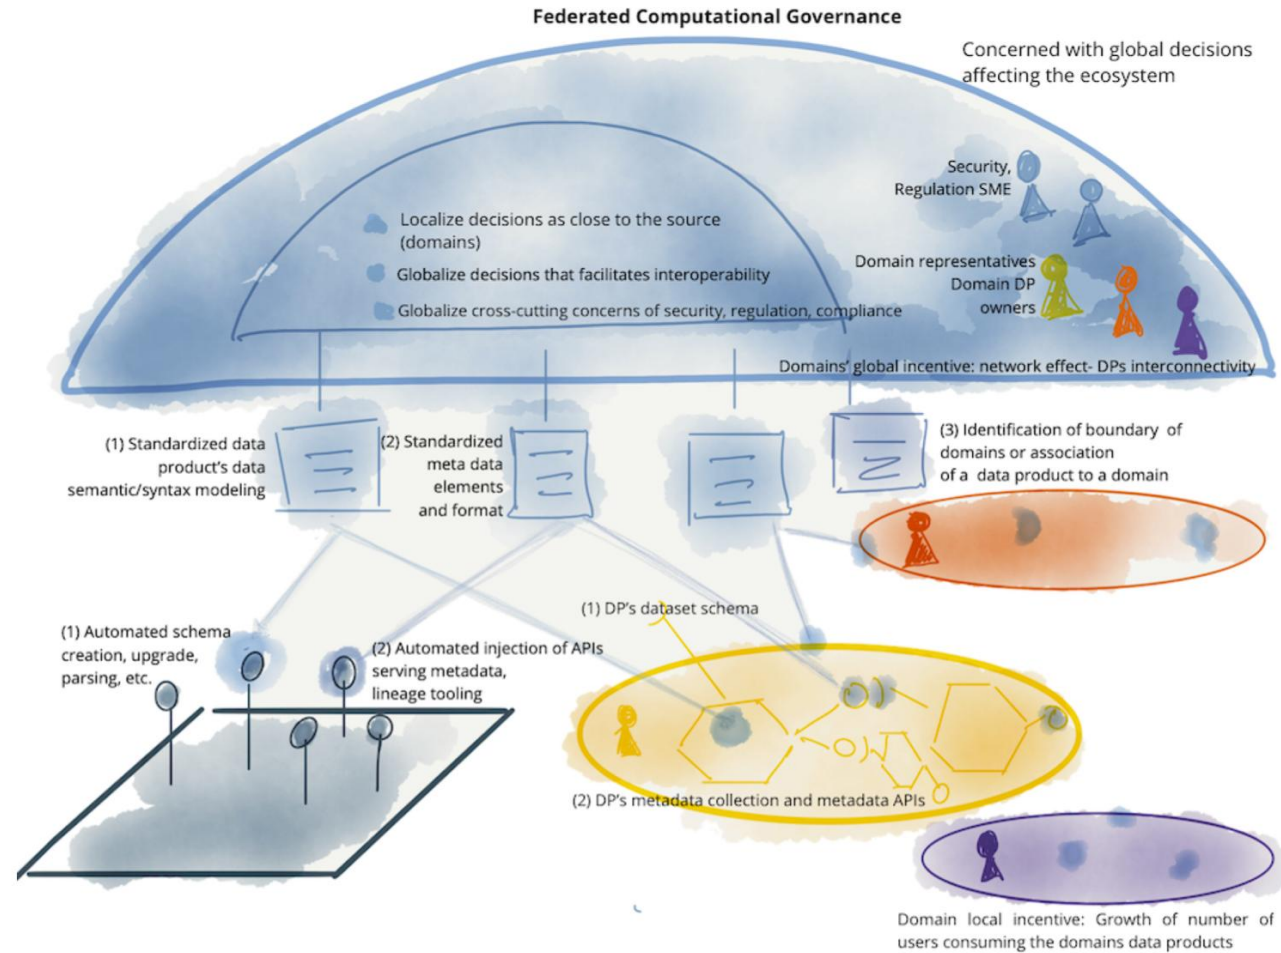 Federated Computational Governance
Concerned with global decisions
affecting the ecosystem
Security,
Regulation SME
Localize decisions as close to the source
(domains)
Globalize decisions that facilitates interoperability
Globalize cross-cutting concerns of security, regulation, compliance
Domain representatives
Domain DP
owners
Domains' global incentive: network effect- DPs interconnectivity
(1) Standardized data
product's data
semantic/syntax modeling
(2) Standardized
meta data
elements
and format
(3) Identification of boundary of
domains or association
of a data product to a domain
(1) Automated schema
creation, upgrade,
parsing, etc.
(2) Automated injection of APIs
serving metadata,
lineage tooling
(1) DP's dataset schema
(2) DP's metadata collection and metadata APIs
Domain local incentive: Growth of number of
users consuming the domains data products